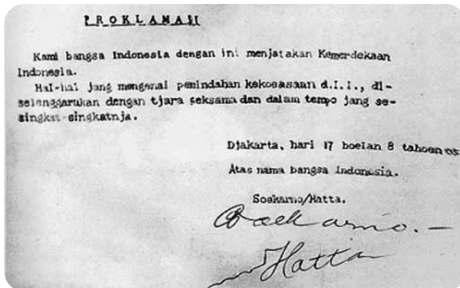 PROKLAMASI
Kami bangsa Indonesia dengan ini menjatakan Kemerdekaan
Indonesia.
Hal-hal jang mengenai pemindahan kekoeasaan d.l.l., di-
selenggarakan dengan tjara seksama dan dalam tempo jang se-
singkat-singkatnja.
Djakarta, hari 17 boelan 8 tahoen 05
Atas nama bangsa Indonesia.
Soekarno/Hatta.
Soekarno.-
Hatta